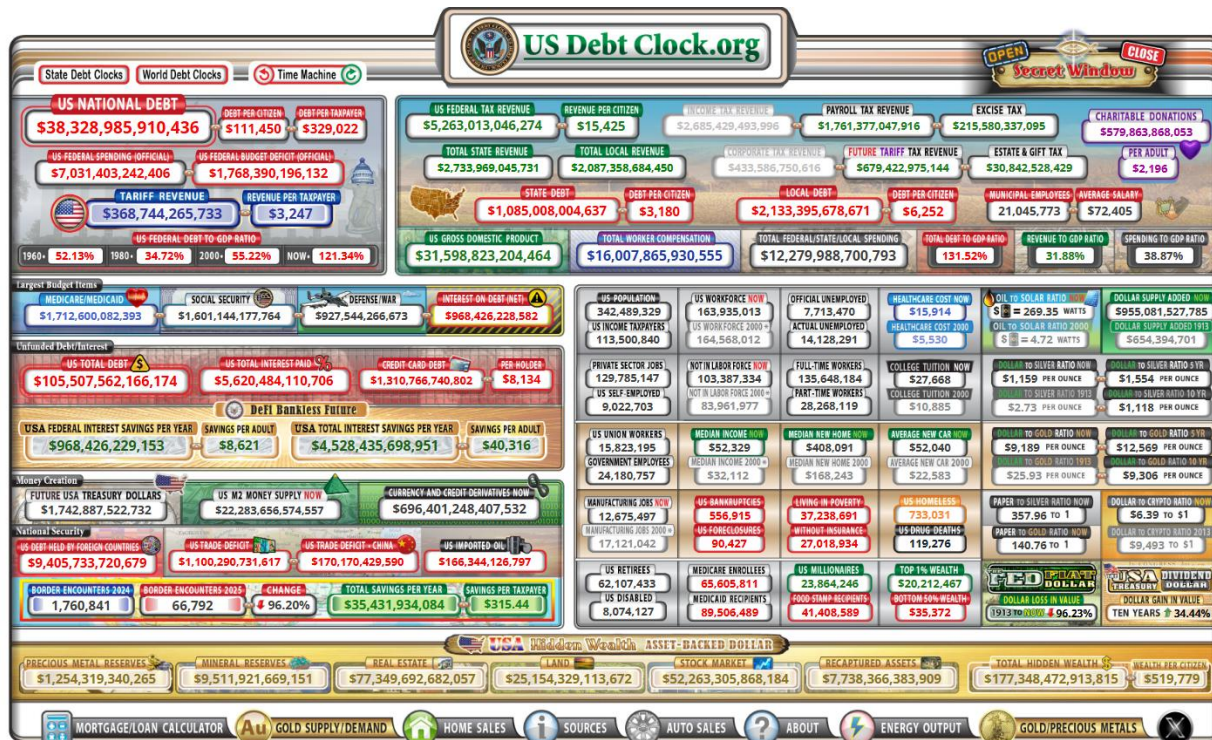 US Debt Clock.org
State Debt Clocks World Debt Clocks Time Machine
OPEN CLOSE
Secret Window
US NATIONAL DEBT DEBT PER CITIZEN DEBT PER TAXPAYER
$38,328,985,910,436 $111,450 $329,022
US FEDERAL SPENDING (OFFICIAL) US FEDERAL BUDGET DEFICIT (OFFICIAL)
$7,031,403,242,406 $1,768,390,196,132
TARIFF REVENUE REVENUE PER TAXPAYER
$368,744,265,733 $3,247
US FEDERAL DEBT TO GDP RATIO
1960• 52.13% 1980• 34.72% 2000• 55.22% NOW• 121.34%
US FEDERAL TAX REVENUE REVENUE PER CITIZEN INCOME TAX REVENUE PAYROLL TAX REVENUE EXCISE TAX
$5,263,013,046,274 $15,425 $2,685,429,493,996 $1,761,377,047,916 $215,580,337,095
CHARITABLE DONATIONS
$579,863,868,053
TOTAL STATE REVENUE TOTAL LOCAL REVENUE CORPORATE TAX REVENUE FUTURE TARIFF TAX REVENUE ESTATE & GIFT TAX PER ADULT
$2,733,969,045,731 $2,087,358,684,450 $433,586,750,616 $679,422,975,144 $30,842,528,429 $2,196
STATE DEBT DEBT PER CITIZEN LOCAL DEBT DEBT PER CITIZEN MUNICIPAL EMPLOYEES AVERAGE SALARY
$1,085,008,004,637 $3,180 $2,133,395,678,671 $6,252 21,045,773 $72,405
US GROSS DOMESTIC PRODUCT TOTAL WORKER COMPENSATION TOTAL FEDERAL/STATE/LOCAL SPENDING TOTAL DEBT TO GDP RATIO REVENUE TO GDP RATIO SPENDING TO GDP RATIO
$31,598,823,204,464 $16,007,865,930,555 $12,279,988,700,793 131.52% 31.88% 38.87%
Largest Budget Items
MEDICARE/MEDICAID SOCIAL SECURITY DEFENSE/WAR INTEREST ON DEBT (NET)
$1,712,600,082,393 $1,601,144,177,764 $927,544,266,673 $968,426,228,582
Unfunded Debt/Interest
US TOTAL DEBT US TOTAL INTEREST PAID CREDIT CARD DEBT PER HOLDER
$105,507,562,166,174 $5,620,484,110,706 $1,310,766,740,802 $8,134
DeFi Bankless Future
USA FEDERAL INTEREST SAVINGS PER YEAR SAVINGS PER ADULT USA TOTAL INTEREST SAVINGS PER YEAR SAVINGS PER ADULT
$968,426,229,153 $8,621 $4,528,435,698,951 $40,316
Money Creation
FUTURE USA TREASURY DOLLARS US M2 MONEY SUPPLY NOW CURRENCY AND CREDIT DERIVATIVES NOW
$1,742,887,522,732 $22,283,656,574,557 $696,401,248,407,532
National Security
US DEBT HELD BY FOREIGN COUNTRIES US TRADE DEFICIT US TRADE DEFICIT - CHINA US IMPORTED OIL
$9,405,733,720,679 $1,100,290,731,617 $170,170,429,590 $166,344,126,797
BORDER ENCOUNTERS 2024 BORDER ENCOUNTERS 2025 CHANGE TOTAL SAVINGS PER YEAR SAVINGS PER TAXPAYER
1,760,841 66,792 96.20% $35,431,934,084 $315.44
US POPULATION US WORKFORCE NOW OFFICIAL UNEMPLOYED HEALTHCARE COST NOW OIL TO SOLAR RATIO NOW DOLLAR SUPPLY ADDED NOW
342,489,329 163,935,013 7,713,470 $15,914 $ = 269.35 WATTS $955,081,527,785
US INCOME TAXPAYERS US WORKFORCE 2000 ACTUAL UNEMPLOYED HEALTHCARE COST 2000 OIL TO SOLAR RATIO 2000 DOLLAR SUPPLY ADDED 1913
113,500,840 164,568,012 14,128,291 $5,530 $ = 4.72 WATTS $654,394,701
PRIVATE SECTOR JOBS NOT IN LABOR FORCE NOW FULL-TIME WORKERS COLLEGE TUITION NOW DOLLAR TO SILVER RATIO NOW DOLLAR TO SILVER RATIO 5 YR
129,785,147 103,387,334 135,648,184 $27,668 $1,159 PER OUNCE $1,554 PER OUNCE
US SELF-EMPLOYED NOT IN LABOR FORCE 2000 PART-TIME WORKERS COLLEGE TUITION 2000 DOLLAR TO SILVER RATIO 1913 DOLLAR TO SILVER RATIO 10 YR
9,022,703 83,961,977 28,268,119 $10,885 $2.73 PER OUNCE $1,118 PER OUNCE
US UNION WORKERS MEDIAN INCOME NOW MEDIAN NEW HOME NOW AVERAGE NEW CAR NOW DOLLAR TO GOLD RATIO NOW DOLLAR TO GOLD RATIO 5 YR
15,823,195 $52,329 $408,091 $52,040 $9,189 PER OUNCE $12,569 PER OUNCE
GOVERNMENT EMPLOYEES MEDIAN INCOME 2000 MEDIAN NEW HOME 2000 AVERAGE NEW CAR 2000 DOLLAR TO GOLD RATIO 1913 DOLLAR TO GOLD RATIO 10 YR
24,180,757 $32,112 $168,243 $22,583 $25.93 PER OUNCE $9,306 PER OUNCE
MANUFACTURING JOBS NOW US BANKRUPTCIES LIVING IN POVERTY US HOMELESS PAPER TO SILVER RATIO NOW DOLLAR TO CRYPTO RATIO NOW
12,675,497 556,915 37,238,691 733,031 357.96 TO 1 $6.39 TO $1
MANUFACTURING JOBS 2000 US FORECLOSURES WITHOUT INSURANCE US DRUG DEATHS PAPER TO GOLD RATIO NOW DOLLAR TO CRYPTO RATIO 2013
17,121,042 90,427 27,018,934 119,276 140.76 TO 1 $9,493 TO $1
US RETIREES MEDICARE ENROLLEES US MILLIONAIRES TOP 1% WEALTH FED FIAT DOLLAR USA TREASURY DIVIDEND DOLLAR
62,107,433 65,605,811 23,864,246 $20,212,467
US DISABLED MEDICAID RECIPIENTS FOOD STAMP RECIPIENTS BOTTOM 50% WEALTH DOLLAR LOSS IN VALUE DOLLAR GAIN IN VALUE
8,074,127 89,506,489 41,408,589 $35,372 1913 TO NOW 96.23% TEN YEARS 34.44%
USA Hidden Wealth ASSET-BACKED DOLLAR
PRECIOUS METAL RESERVES MINERAL RESERVES REAL ESTATE LAND STOCK MARKET RECAPTURED ASSETS TOTAL HIDDEN WEALTH WEALTH PER CITIZEN
$1,254,319,340,265 $9,511,921,669,151 $77,349,692,682,057 $25,154,329,113,672 $52,263,305,868,184 $7,738,366,383,909 $177,348,472,913,815 $519,779
MORTGAGE/LOAN CALCULATOR Au GOLD SUPPLY/DEMAND HOME SALES SOURCES AUTO SALES ABOUT ENERGY OUTPUT GOLD/PRECIOUS METALS X